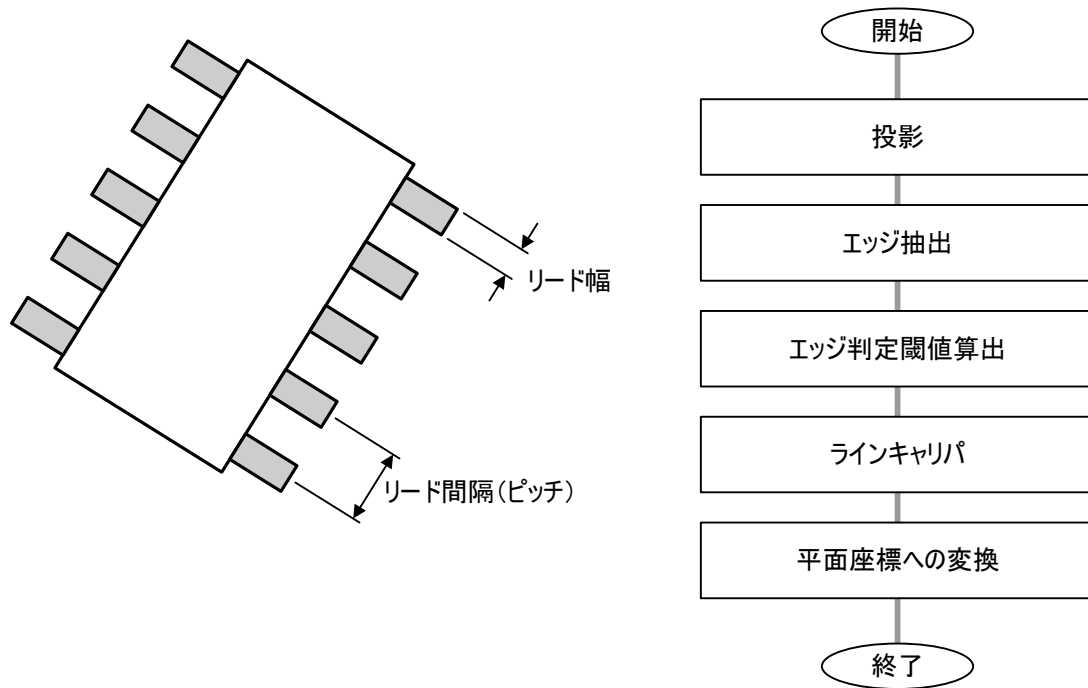 リード幅
リード間隔(ピッチ)
開始
投影
エッジ抽出
エッジ判定閾値算出
ラインキャリパ
平面座標への変換
終了